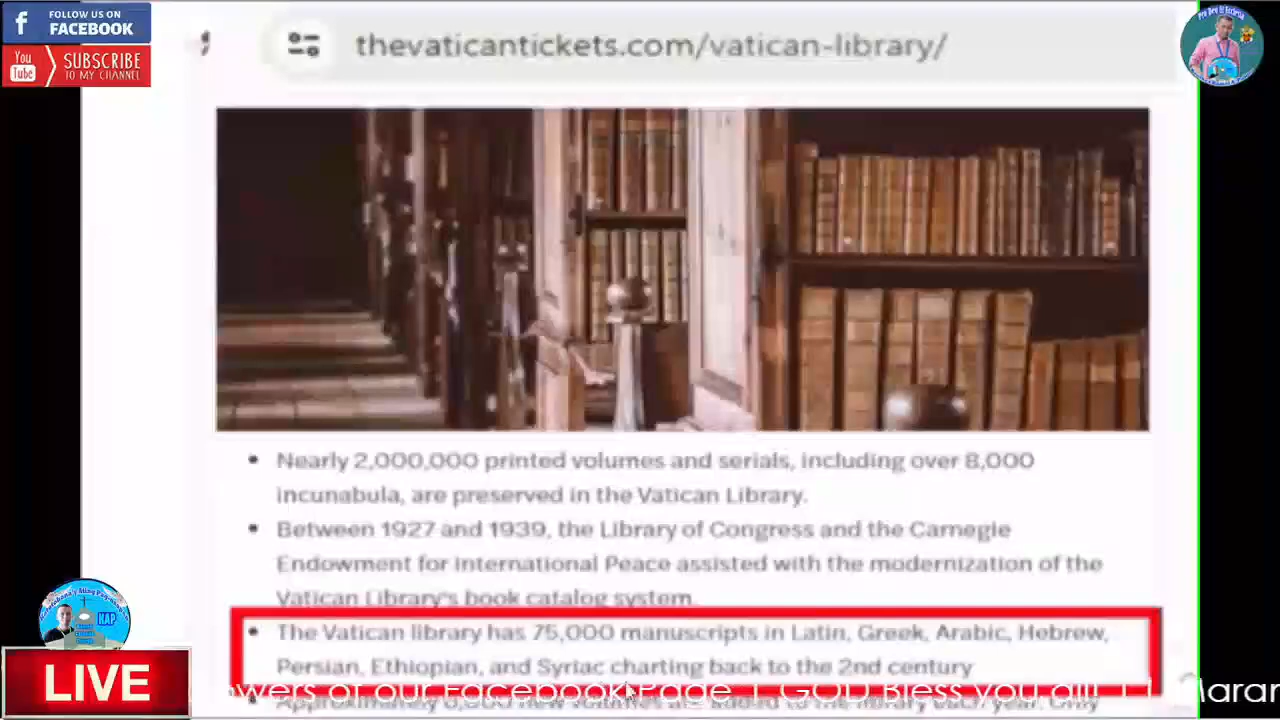 FOLLOW US ON
FACEBOOK
You
Tube
SUBSCRIBE
TO MY CHANNEL
thevaticantickets.com/vatican-library/
Nearly 2,000,000 printed volumes and serials, including over 8,000
incunabula, are preserved in the Vatican Library.
Between 1927 and 1939, the Library of Congress and the Carnegie
Endowment for International Peace assisted with the modernization of the
Vatican Library's book catalog system.
The Vatican library has 75,000 manuscripts in Latin, Greek, Arabic, Hebrew,
Persian, Ethiopian, and Syriac charting back to the 2nd century
of our Facebook Page GOD Bless you all!
KAP
LIVE